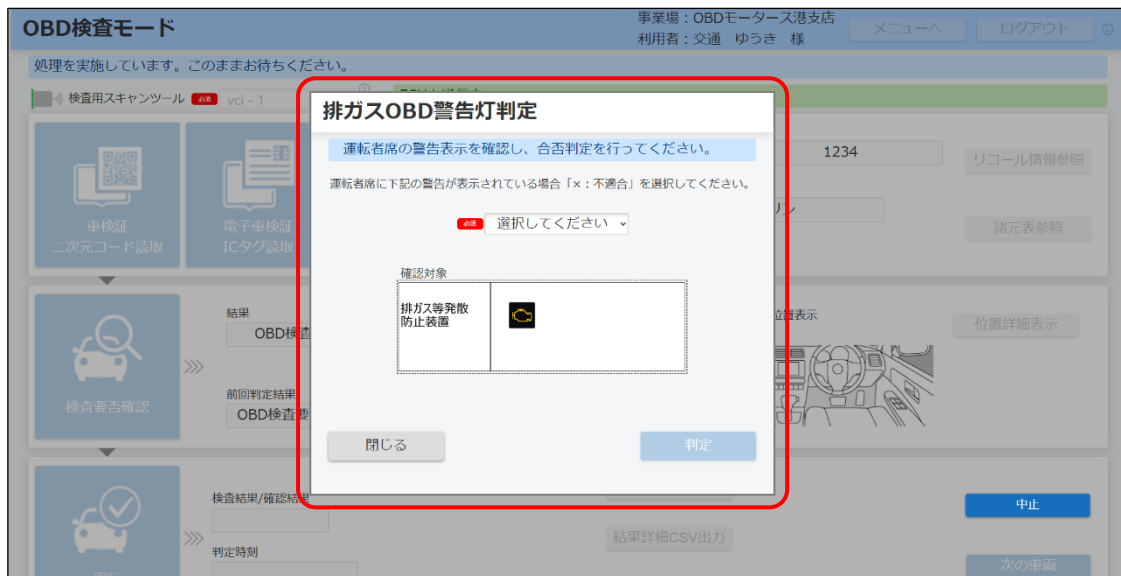 OBD検査モード
事業場：OBDモータース港支店
利用者：交通 ゆうき 様
メニューへ
ログアウト
処理を実施しています。このままお待ちください。
検査用スキャンツール 必須 vci - 1
排ガスOBD警告灯判定
運転者席の警告表示を確認し、合否判定を行ってください。
運転者席に下記の警告が表示されている場合「×：不適合」を選択してください。
必須 選択してください
確認対象
排ガス等発散
防止装置
閉じる
判定
車検証
二次元コード読取
電子車検証
ICタグ読取
1234
リン
リコール情報参照
諸元表参照
検査要否確認
結果
OBD検査
前回判定結果
OBD検査要
位置表示
位置詳細表示
検査結果/確認結果
判定時刻
結果詳細CSV出力
中止
次の車両